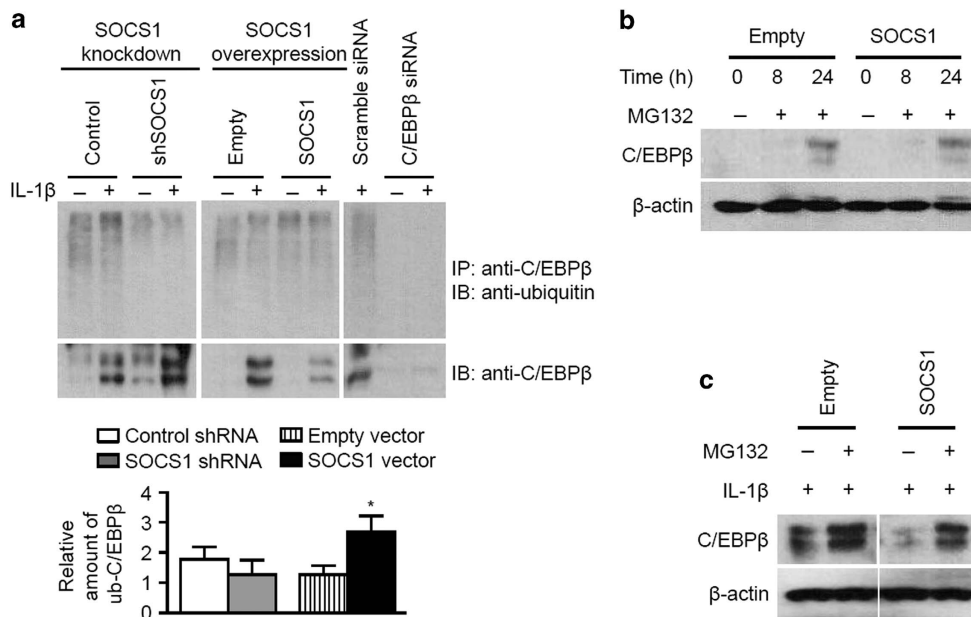 a
SOCS1 knockdown
SOCS1 overexpression
Scramble siRNA
C/EBPβ siRNA
Control
shSOCS1
Empty
SOCS1
IL-1β – + – + – + – + + – +
IP: anti-C/EBPβ
IB: anti-ubiquitin
IB: anti-C/EBPβ
Control shRNA
Empty vector
SOCS1 shRNA
SOCS1 vector
Relative amount of ub-C/EBPβ
4
3
2
1
0
*
b
Empty SOCS1
Time (h) 0 8 24 0 8 24
MG132 – + + – + +
C/EBPβ
β-actin
c
Empty
SOCS1
MG132 – + – +
IL-1β + + + +
C/EBPβ
β-actin